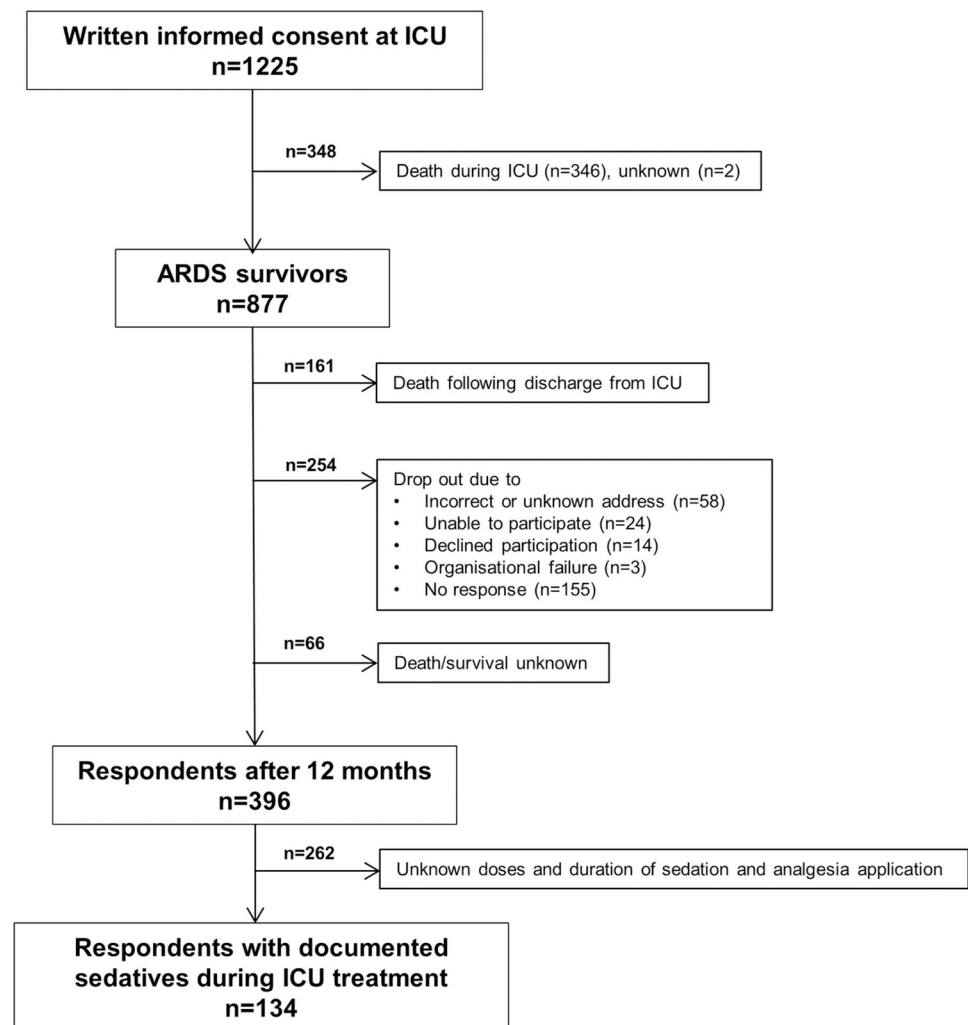 Written informed consent at ICU
n=1225
n=348
Death during ICU (n=346), unknown (n=2)
ARDS survivors
n=877
n=161
Death following discharge from ICU
n=254
Drop out due to
• Incorrect or unknown address (n=58)
• Unable to participate (n=24)
• Declined participation (n=14)
• Organisational failure (n=3)
• No response (n=155)
n=66
Death/survival unknown
Respondents after 12 months
n=396
n=262
Unknown doses and duration of sedation and analgesia application
Respondents with documented
sedatives during ICU treatment
n=134